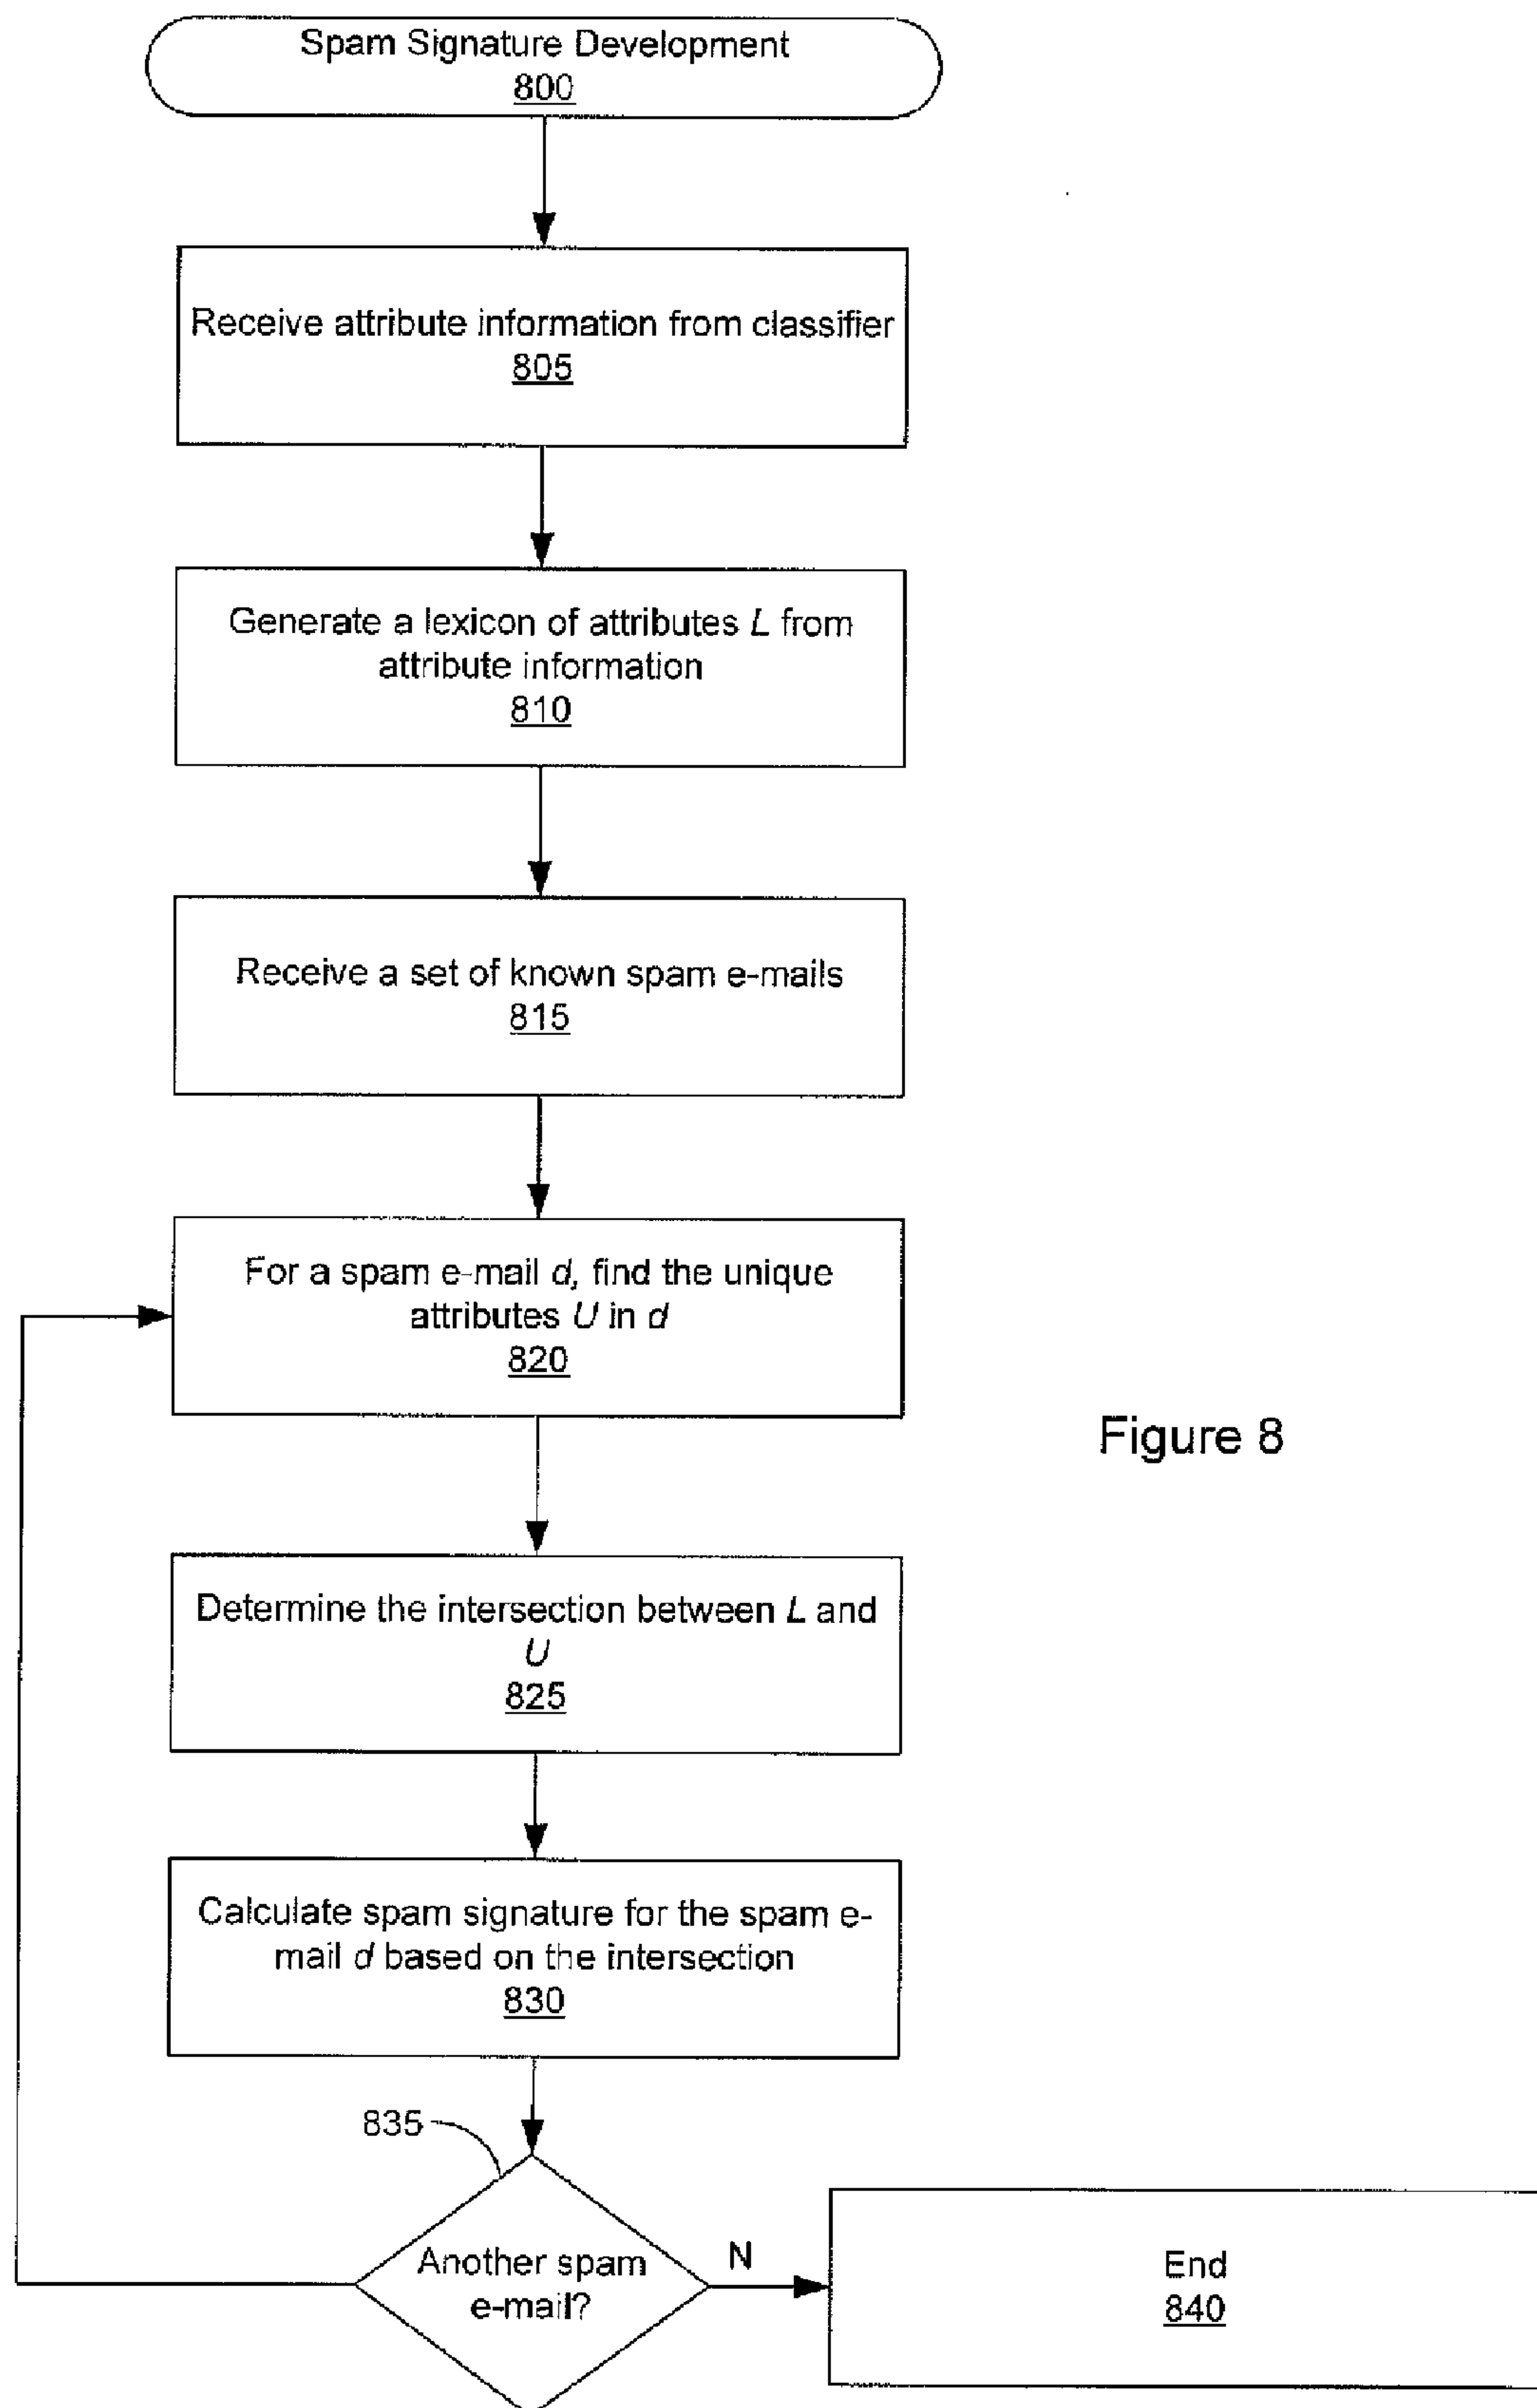 Spam Signature Development
800
Receive attribute information from classifier
805
Generate a lexicon of attributes L from
attribute information
810
Receive a set of known spam e-mails
815
For a spam e-mail d, find the unique
attributes U in d
820
Figure 8
Determine the intersection between L and
U
825
Calculate spam signature for the spam e-
mail d based on the intersection
830
835
Another spam
e-mail?
N
End
840